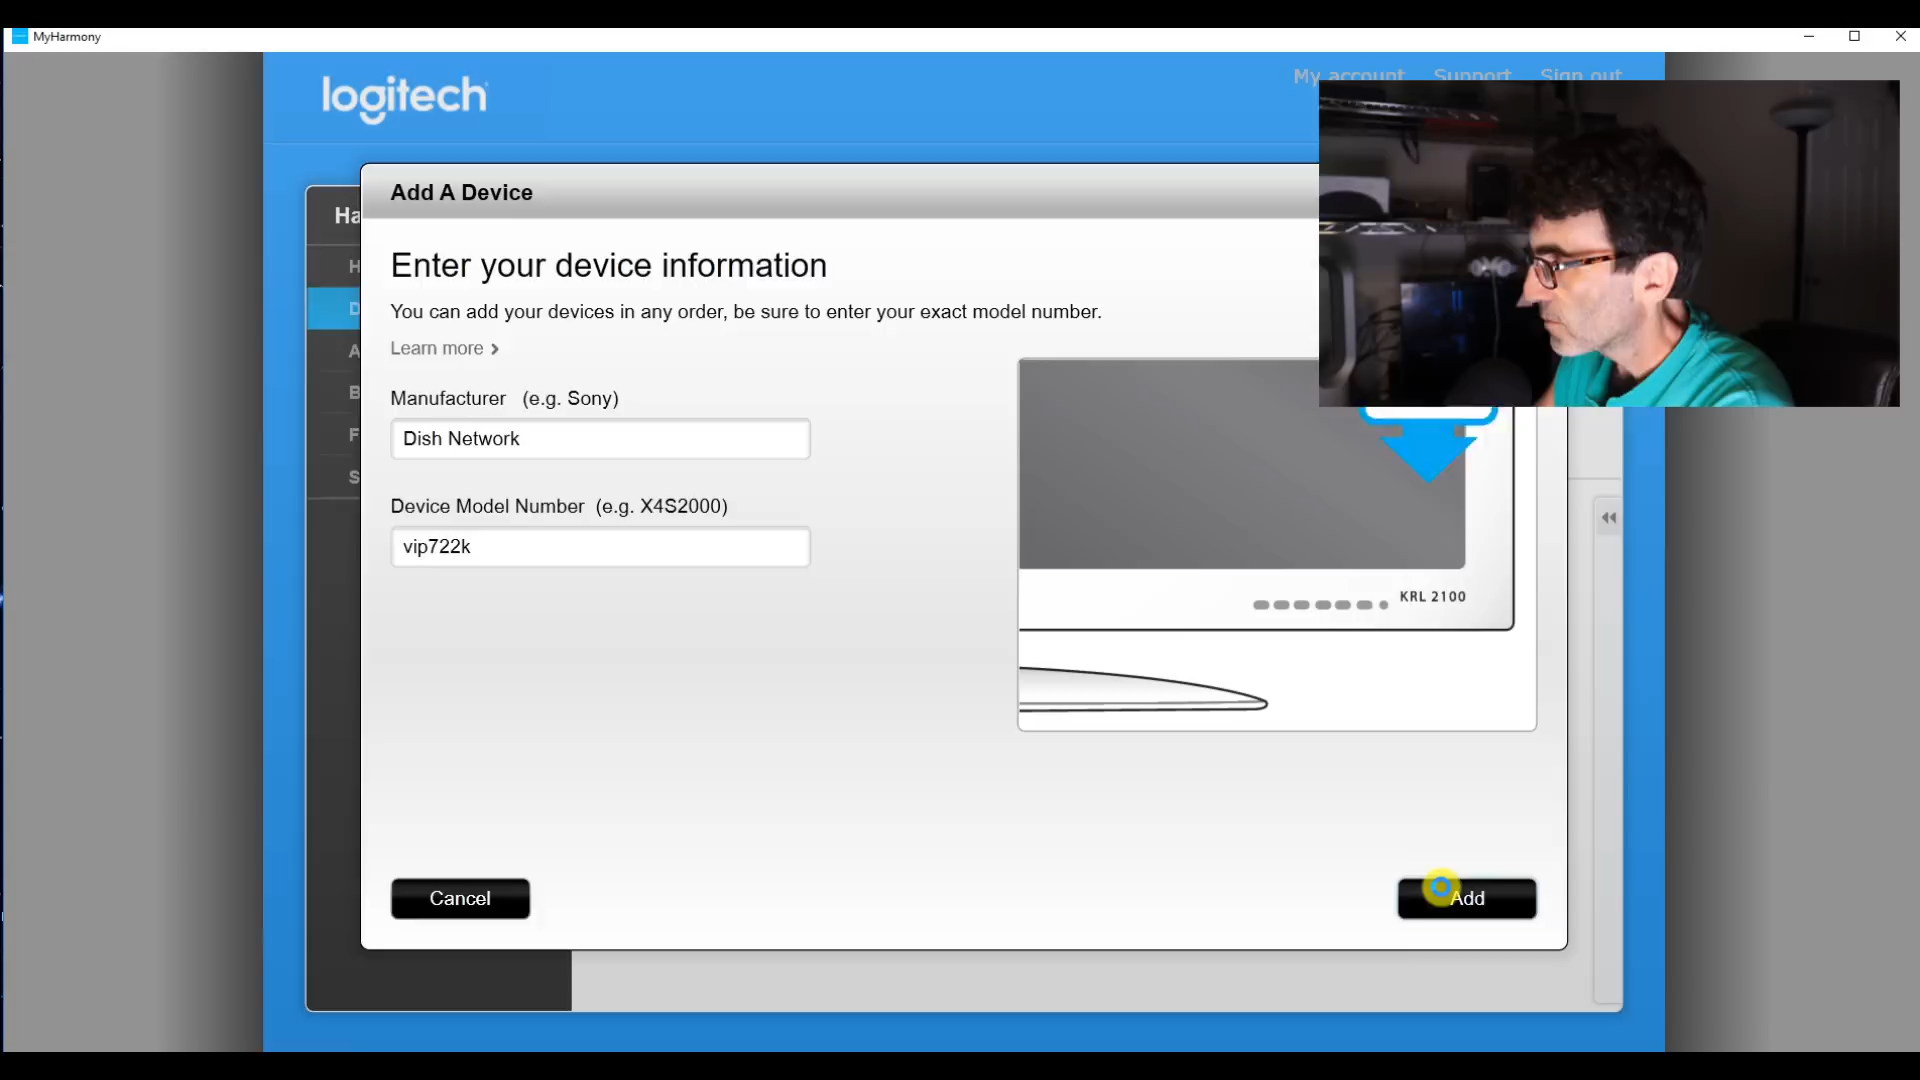 MyHarmony
My account Support Sign out
logitech
Add A Device
Ha
Enter your device information
H
You can add your devices in any order, be sure to enter your exact model number.
D
Learn more
A
Manufacturer (e.g. Sony)
B
Dish Network
F
S
Device Model Number (e.g. X4S2000)
vip722k
KRL 2100
Cancel
Add